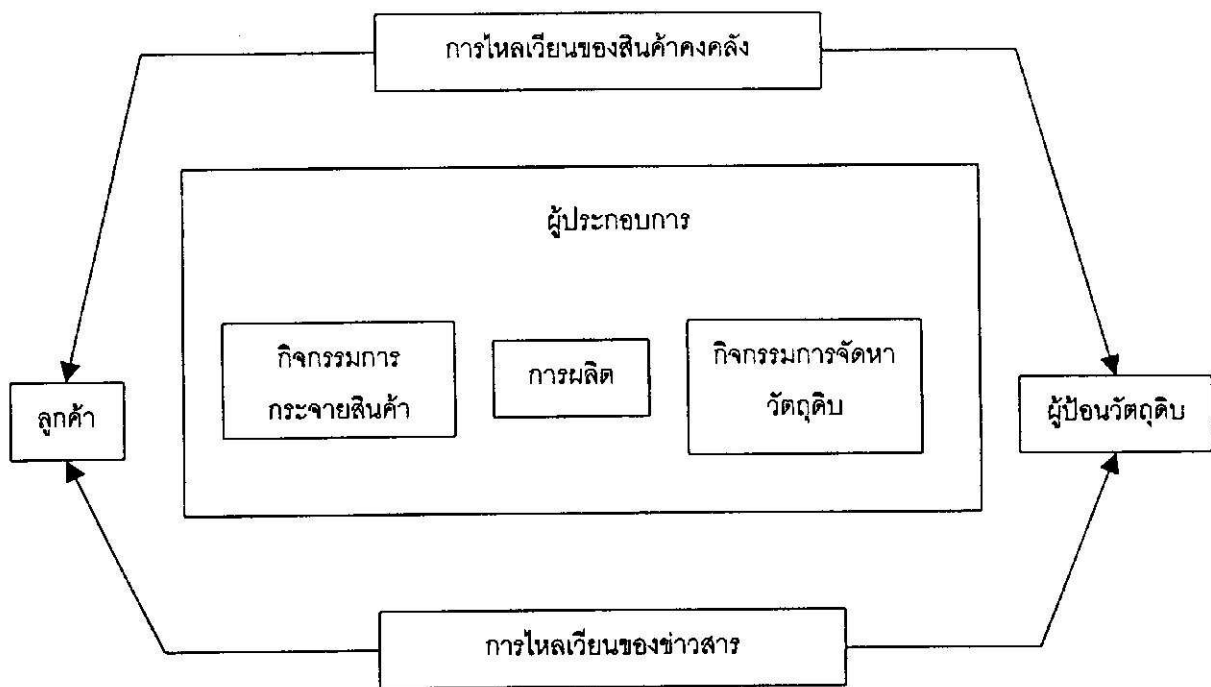 การไหลเวียนของสินค้าคงคลัง
ผู้ประกอบการ
กิจกรรมการ
กระจายสินค้า
การผลิต
กิจกรรมการจัดหา
วัตถุดิบ
ลูกค้า
ผู้ป้อนวัตถุดิบ
การไหลเวียนของข่าวสาร